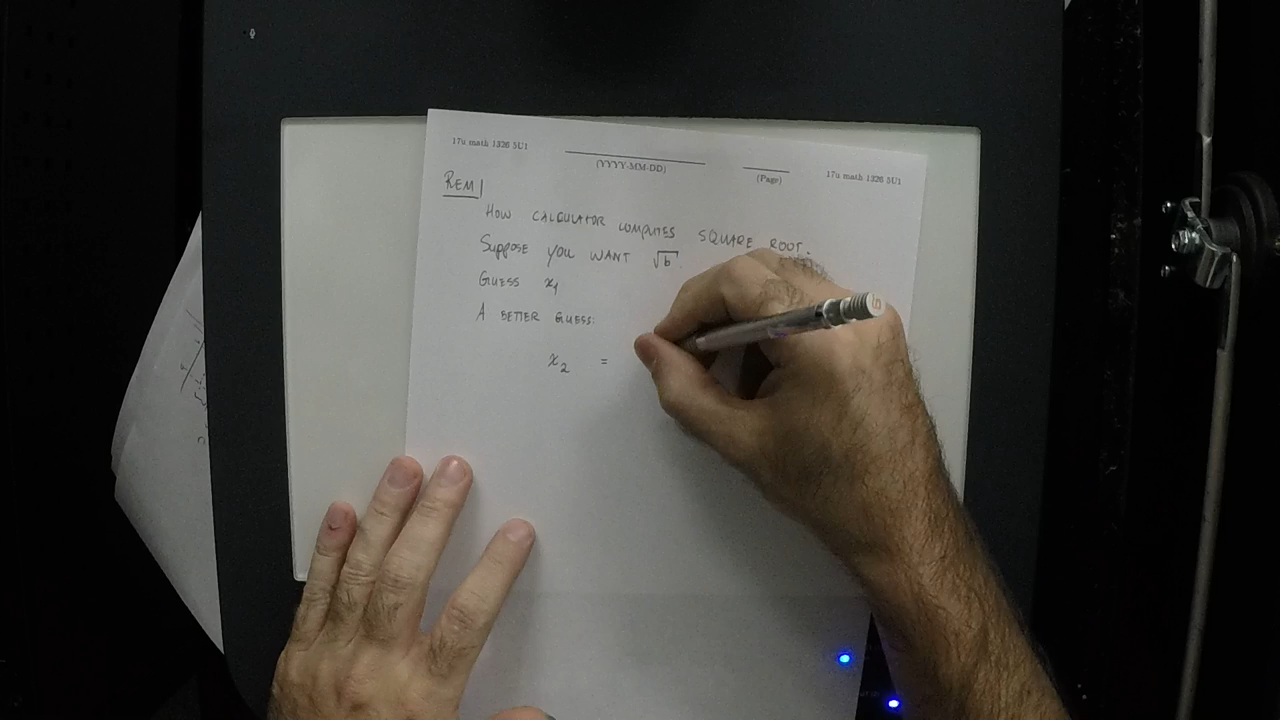 17u math 1326 5U1 (YYYY-MM-DD) (Page) 17u math 1326 5U1
REM
HOW CALCULATOR COMPUTES SQUARE ROOT:
SUPPOSE YOU WANT √b.
GUESS x₁
A BETTER GUESS:
x₂ =